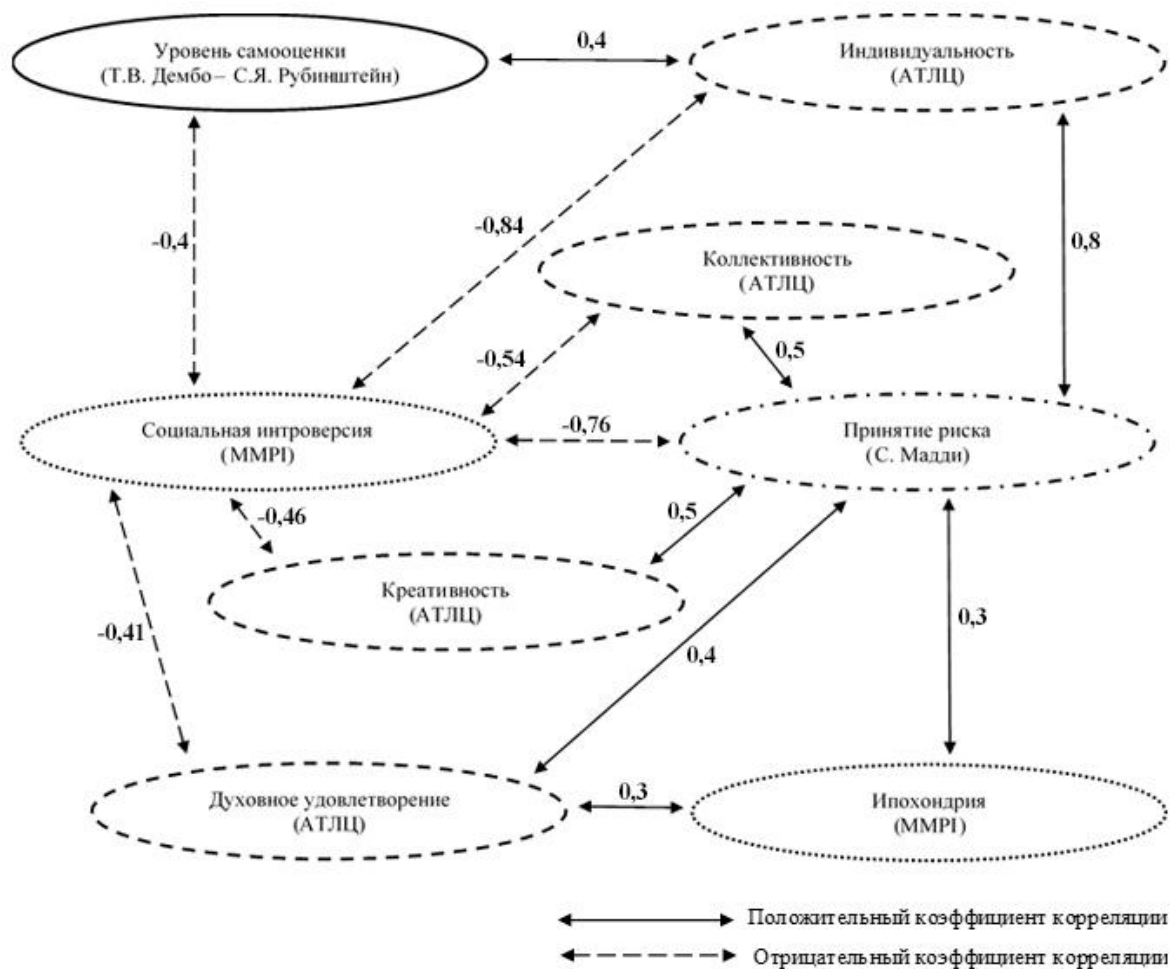 Уровень самооценки
(Т.В. Дембо – С.Я. Рубинштейн)
0,4
Индивидуальность
(АТЛЦ)
-0,4
-0,84
0,8
Коллективность
(АТЛЦ)
-0,54
0,5
Социальная интроверсия
(MMPI)
-0,76
Принятие риска
(С. Мадди)
-0,46
0,5
Креативность
(АТЛЦ)
-0,41
0,4
0,3
Духовное удовлетворение
(АТЛЦ)
0,3
Ипохондрия
(MMPI)
Положительный коэффициент корреляции
Отрицательный коэффициент корреляции